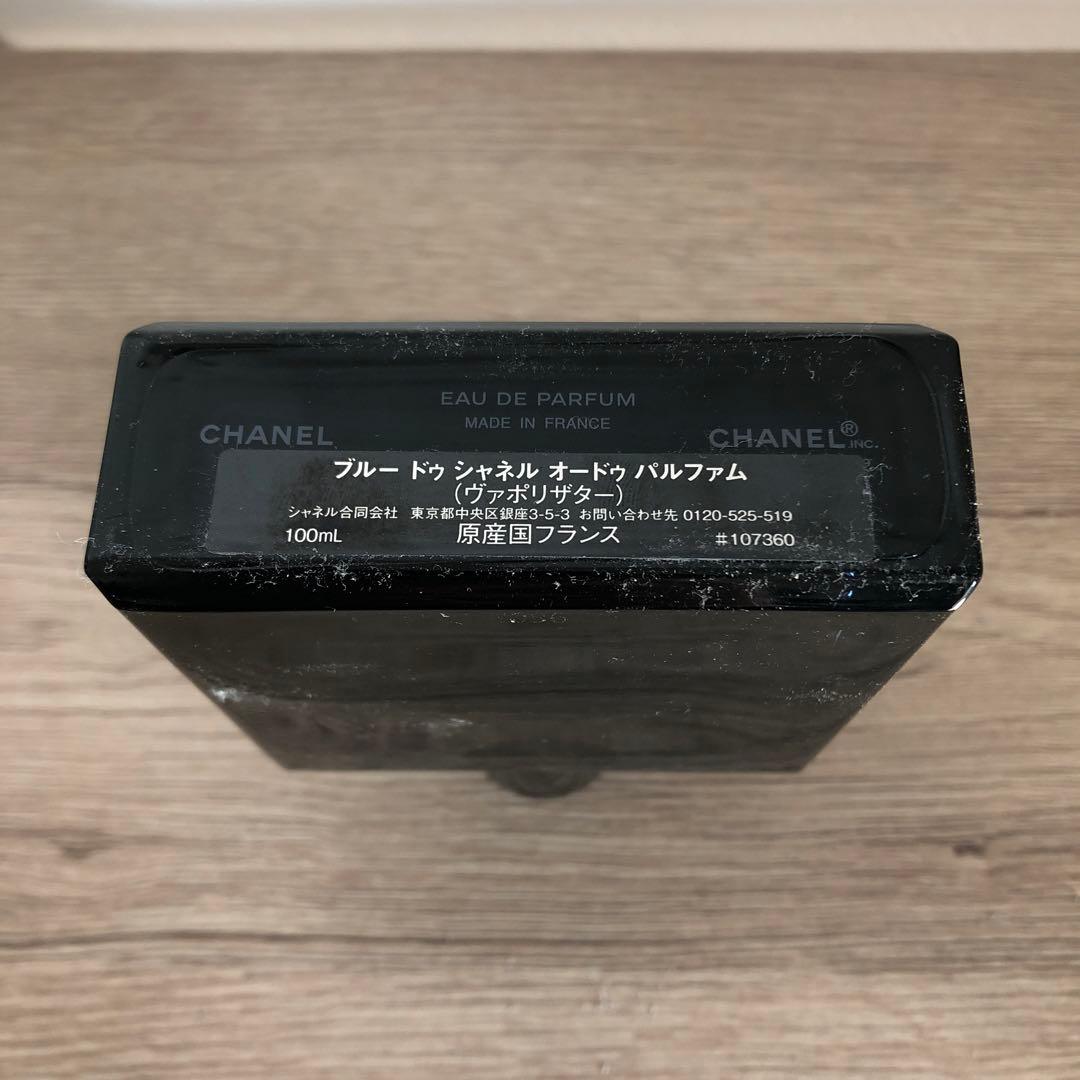 EAU DE PARFUM
MADE IN FRANCE
CHANEL
CHANEL® INC.
ブルー ドゥ シャネル オードゥ パルファム
(ヴァポリザター)
シャネル合同会社 東京都中央区銀座3-5-3 お問い合わせ先 0120-525-519
100mL 原産国フランス #107360